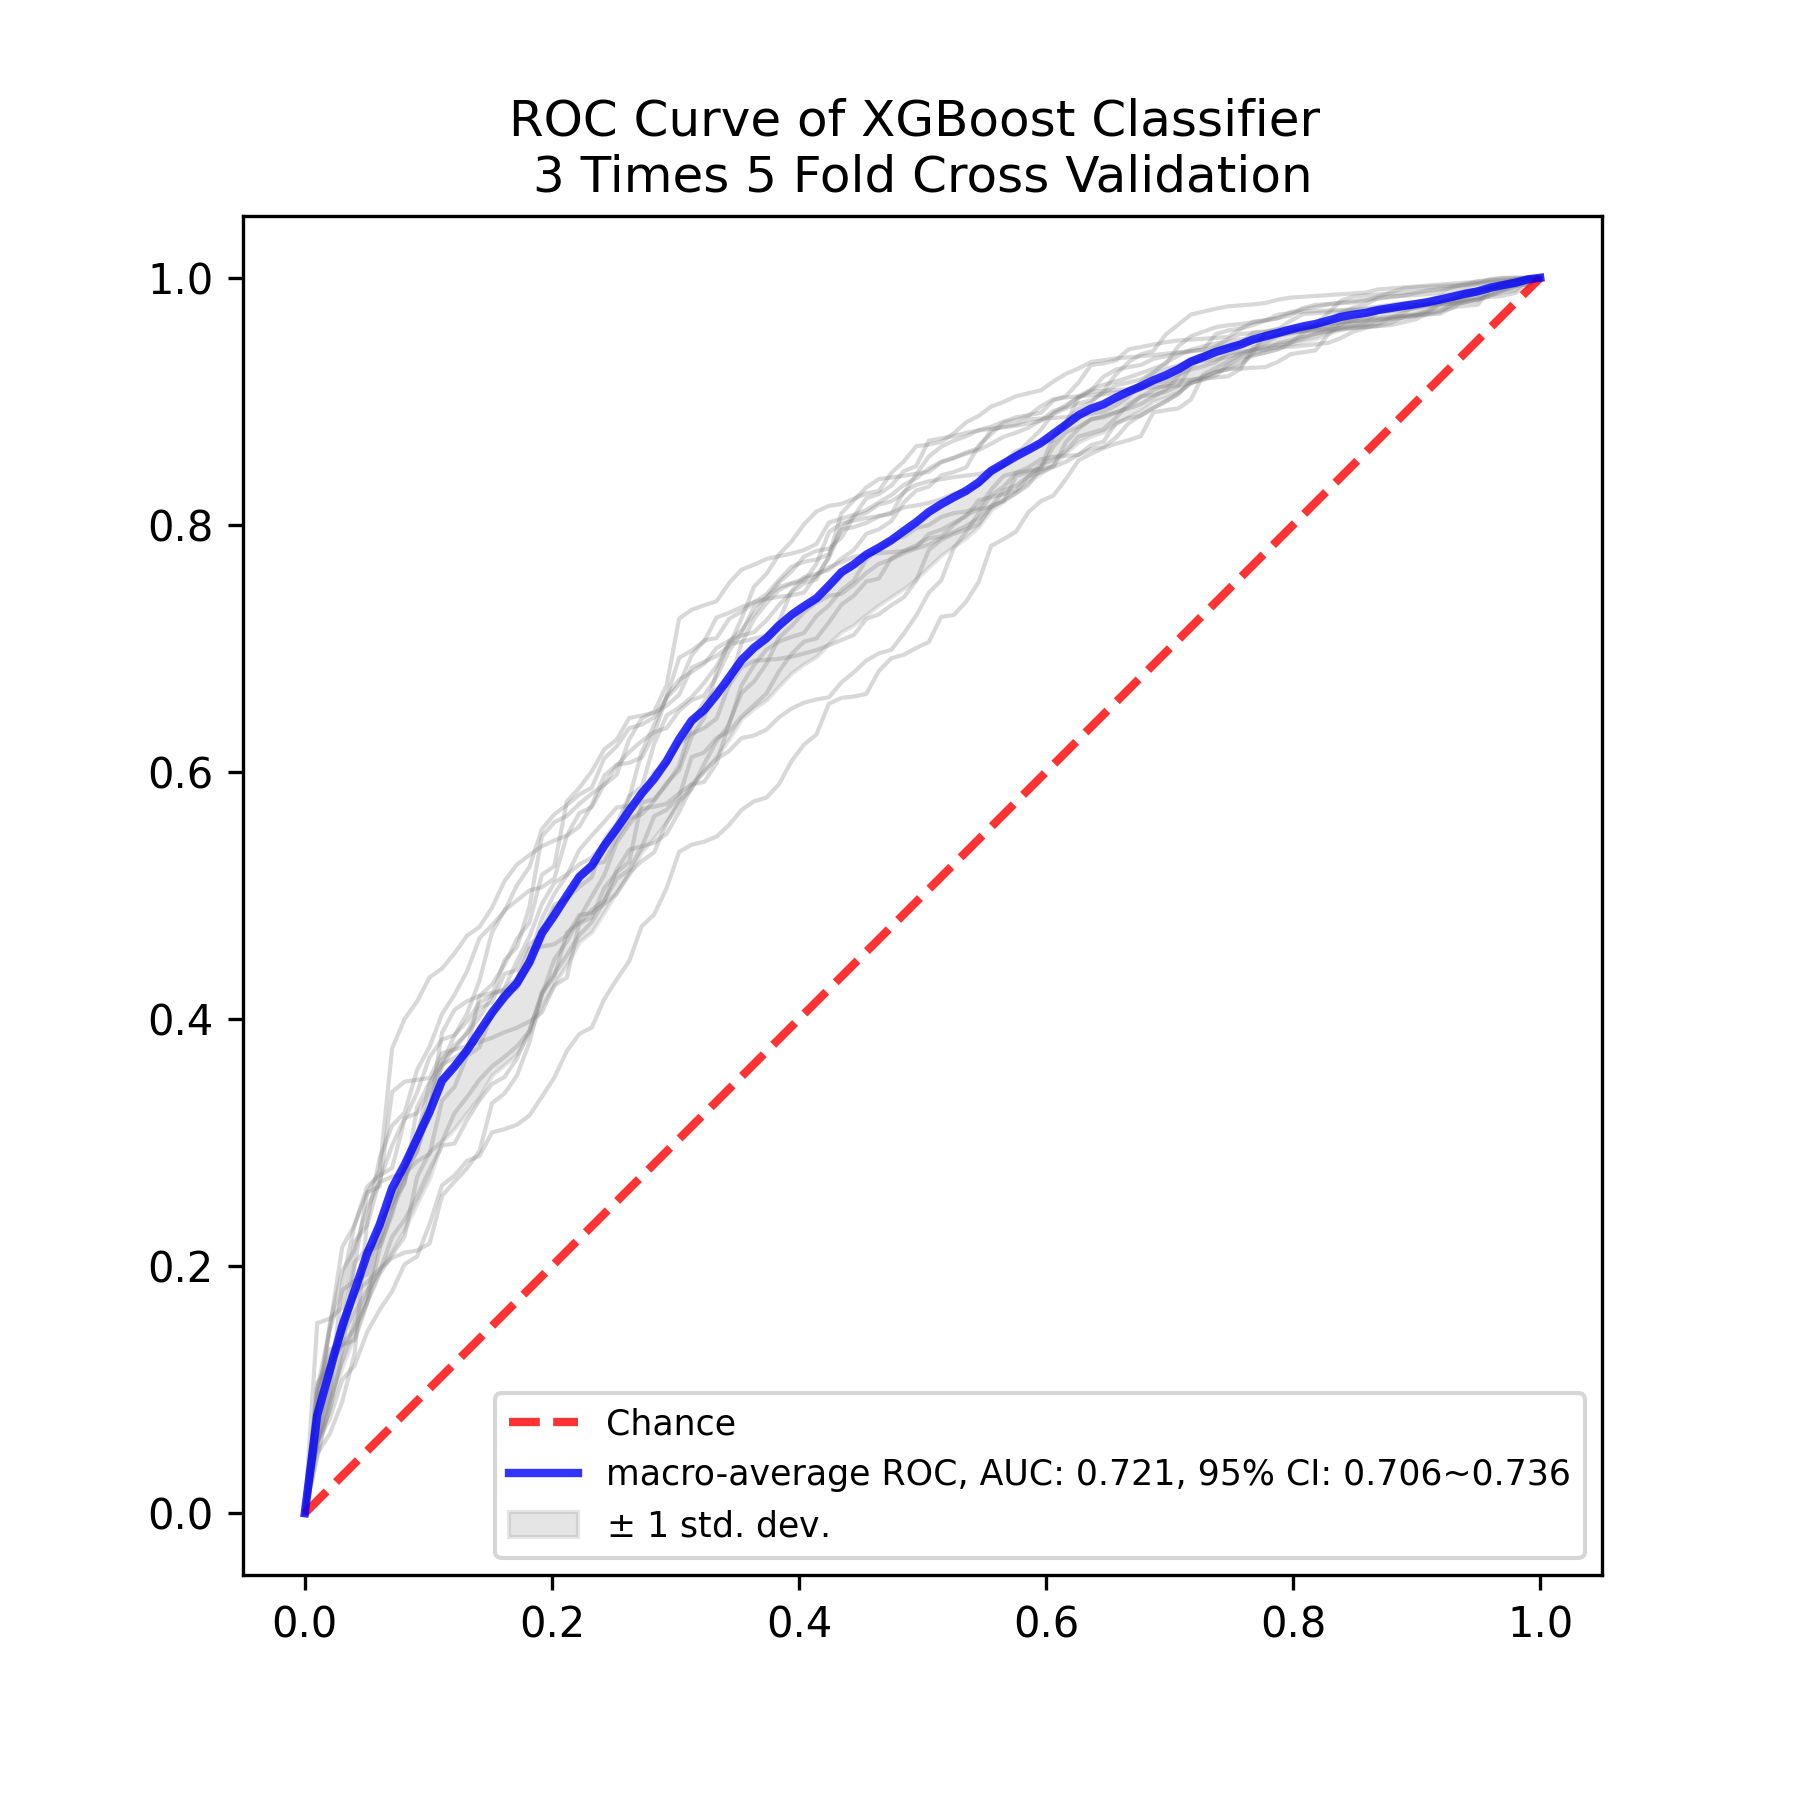 ROC Curve of XGBoost Classifier
3 Times 5 Fold Cross Validation
1.0
0.8
0.6
0.4
0.2
0.0
Chance
macro-average ROC, AUC: 0.721, 95% CI: 0.706~0.736
± 1 std. dev.
0.0 0.2 0.4 0.6 0.8 1.0